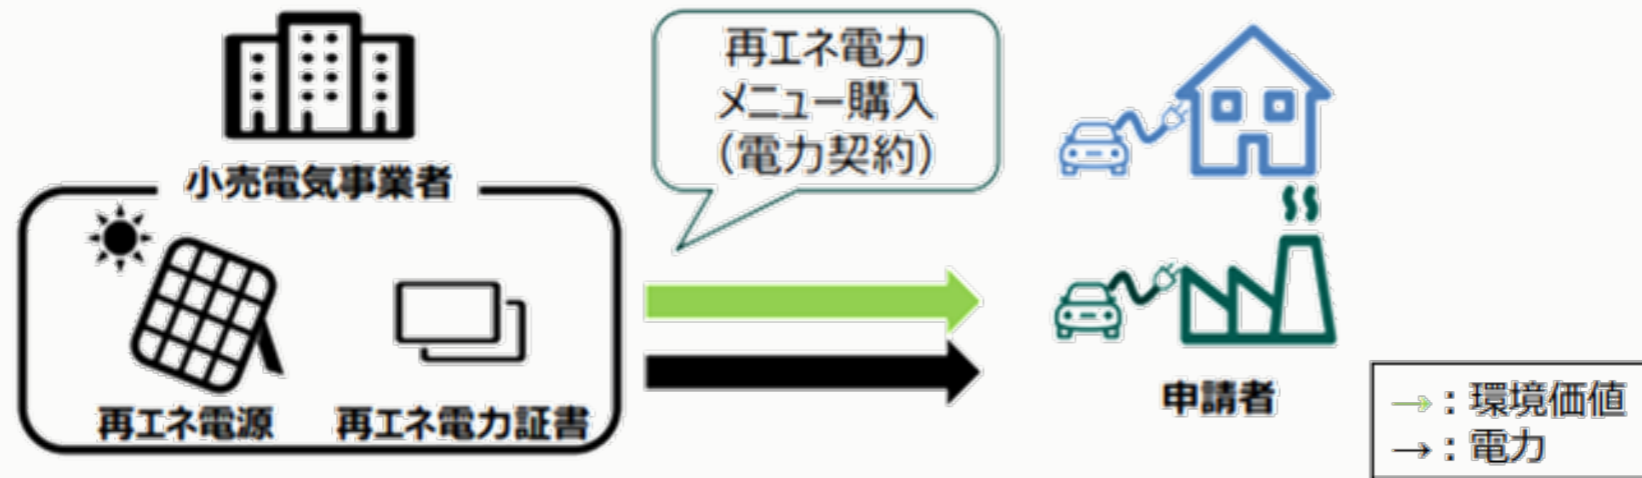 再エネ電力
メニュー購入
(電力契約)
小売電気事業者
再エネ電源
再エネ電力証書
申請者
→：環境価値
→：電力